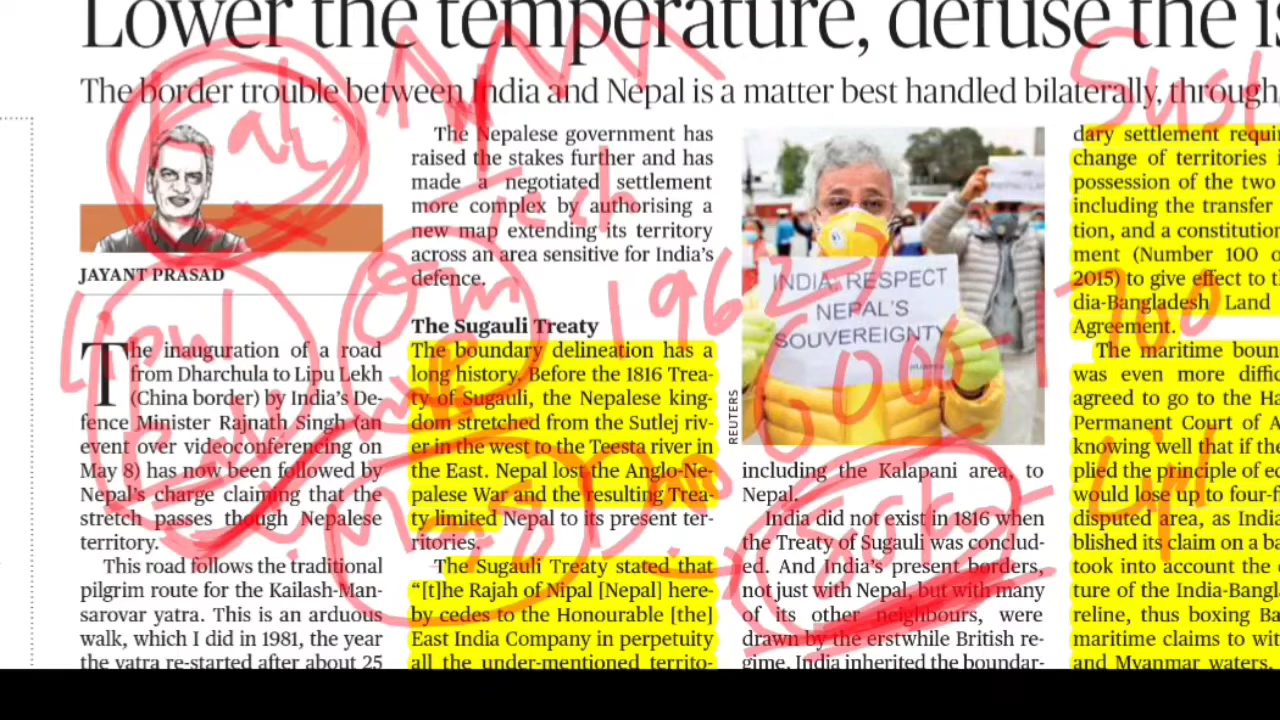 Lower the temperature, defuse the is
The border trouble between India and Nepal is a matter best handled bilaterally, through
JAYANT PRASAD
The inauguration of a road
from Dharchula to Lipu Lekh
(China border) by India's De-
fence Minister Rajnath Singh (an
event over videoconferencing on
May 8) has now been followed by
Nepal's charge claiming that the
stretch passes though Nepalese
territory.
This road follows the traditional
pilgrim route for the Kailash-Man-
sarovar yatra. This is an arduous
walk, which I did in 1981, the year
the yatra re-started after about 25
The Nepalese government has
raised the stakes further and has
made a negotiated settlement
more complex by authorising a
new map extending its territory
across an area sensitive for India's
defence.
The Sugauli Treaty
The boundary delineation has a
long history. Before the 1816 Trea-
ty of Sugauli, the Nepalese king-
dom stretched from the Sutlej riv-
er in the west to the Teesta river in
the East. Nepal lost the Anglo-Ne-
palese War and the resulting Trea-
ty limited Nepal to its present ter-
ritories.
The Sugauli Treaty stated that
"[t]he Rajah of Nipal [Nepal] here-
by cedes to the Honourable [the]
East India Company in perpetuity
all the under-mentioned territo-
INDIA: RESPECT
NEPAL'S
SOUVEREIGNTY
REUTERS
including the Kalapani area, to
Nepal.
India did not exist in 1816 when
the Treaty of Sugauli was conclud-
ed. And India's present borders,
not just with Nepal, but with many
of its other neighbours, were
drawn by the erstwhile British re-
gime. India inherited the boundar-
dary settlement requi
change of territories i
possession of the two
including the transfer
tion, and a constitution
ment (Number 100 o
2015) to give effect to t
dia-Bangladesh Land
Agreement.
The maritime boun
was even more diffic
agreed to go to the Ha
Permanent Court of A
knowing well that if the
plied the principle of e
would lose up to four-f
disputed area, as India
blished its claim on a ba
took into account the
ture of the India-Bangl
reline, thus boxing Ba
maritime claims to wit
and Myanmar waters.
1962